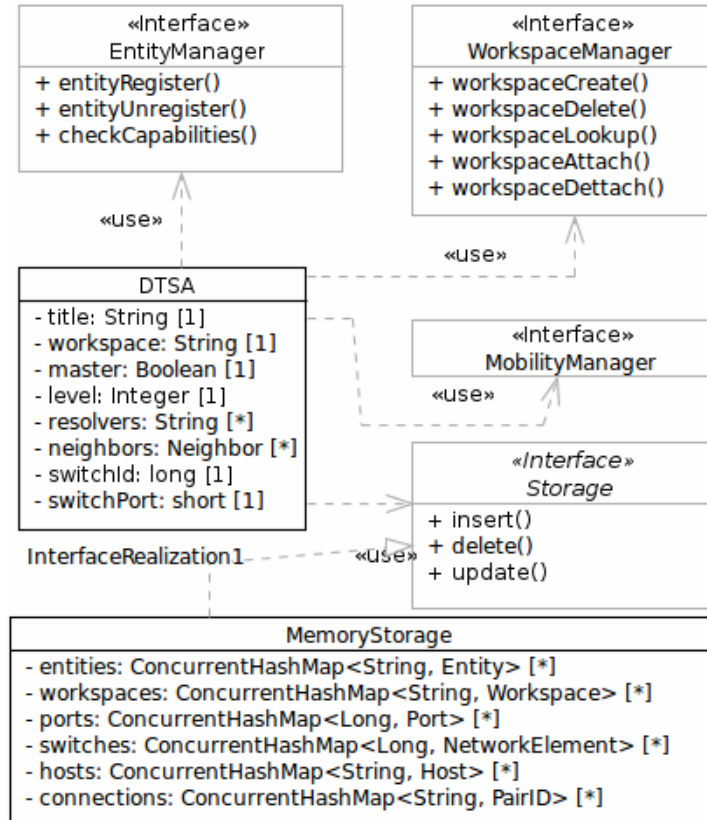 «Interface»
EntityManager
+ entityRegister()
+ entityUnregister()
+ checkCapabilities()
«Interface»
WorkspaceManager
+ workspaceCreate()
+ workspaceDelete()
+ workspaceLookup()
+ workspaceAttach()
+ workspaceDettach()
«use»
«use»
DTSA
- title: String [1]
- workspace: String [1]
- master: Boolean [1]
- level: Integer [1]
- resolvers: String [*]
- neighbors: Neighbor [*]
- switchId: long [1]
- switchPort: short [1]
«Interface»
MobilityManager
«use»
«Interface»
Storage
+ insert()
+ delete()
+ update()
InterfaceRealization1
«use»
MemoryStorage
- entities: ConcurrentHashMap<String, Entity> [*]
- workspaces: ConcurrentHashMap<String, Workspace> [*]
- ports: ConcurrentHashMap<Long, Port> [*]
- switches: ConcurrentHashMap<Long, NetworkElement> [*]
- hosts: ConcurrentHashMap<String, Host> [*]
- connections: ConcurrentHashMap<String, PairID> [*]